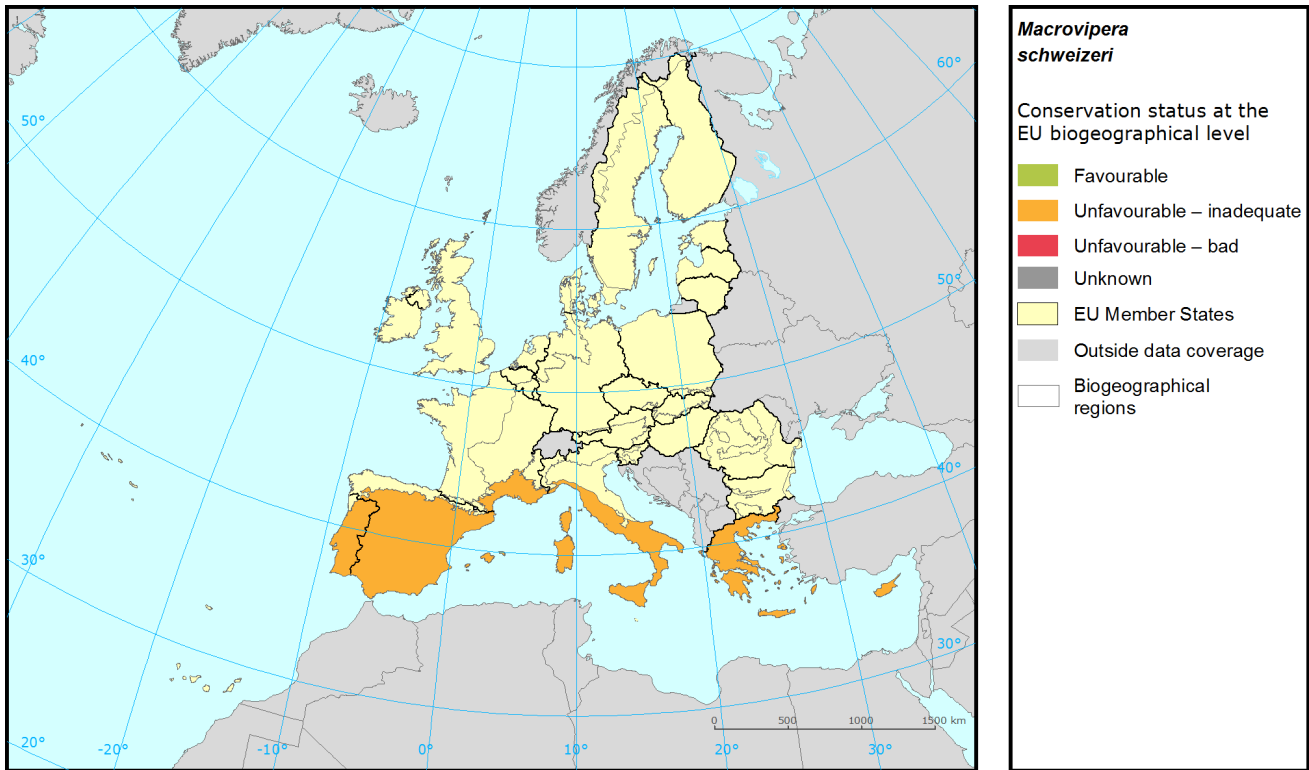 Macrovipera
schweizeri
Conservation status at the
EU biogeographical level
Favourable
Unfavourable – inadequate
Unfavourable – bad
Unknown
EU Member States
Outside data coverage
Biogeographical
regions
60°
50°
50°
40°
40°
30°
30°
0 500 1000 1500 km
20° -20° -10° 0° 10° 20° 30°